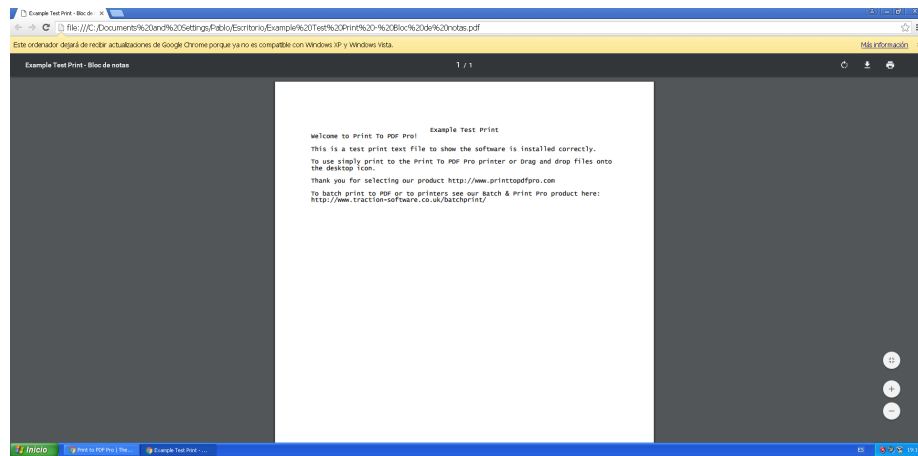 Example Test Print - Bloc de
file:///C:/Documents%20and%20Settings/Pablo/Escritorio/Example%20Test%20Print%20-%20Bloc%20de%20notas.pdf
Este ordenador dejará de recibir actualizaciones de Google Chrome porque ya no es compatible con Windows XP y Windows Vista.
Más información
Example Test Print - Bloc de notas
1 / 1
Example Test Print
Welcome to Print To PDF Pro!
This is a test print text file to show the software is installed correctly.
To use simply print to the Print To PDF Pro printer or Drag and drop files onto
the desktop icon.
Thank you for selecting our product http://www.printtopdfpro.com
To batch print to PDF or to printers see our Batch & Print Pro product here:
http://www.traction-software.co.uk/batchprint/
Inicio
Print to PDF Pro | The...
Example Test Print - ...
ES